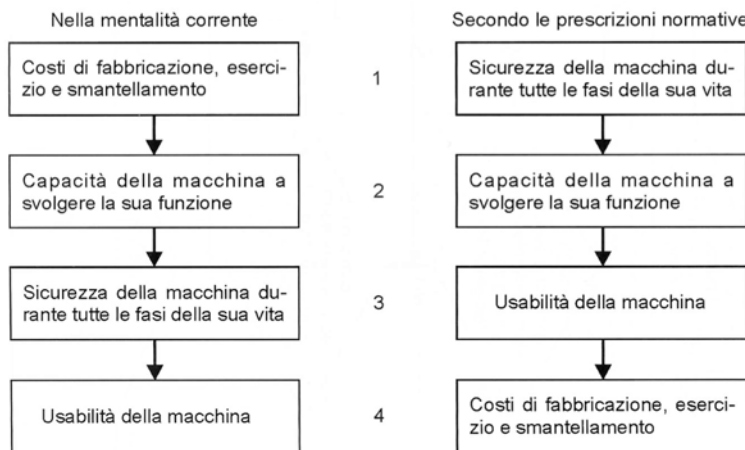 Nella mentalità corrente
Costi di fabbricazione, eserci-
zio e smantellamento
Capacità della macchina a
svolgere la sua funzione
Sicurezza della macchina du-
rante tutte le fasi della sua vita
Usabilità della macchina
1
2
3
4
Secondo le prescrizioni normative
Sicurezza della macchina du-
rante tutte le fasi della sua vita
Capacità della macchina a
svolgere la sua funzione
Usabilità della macchina
Costi di fabbricazione, eserci-
zio e smantellamento